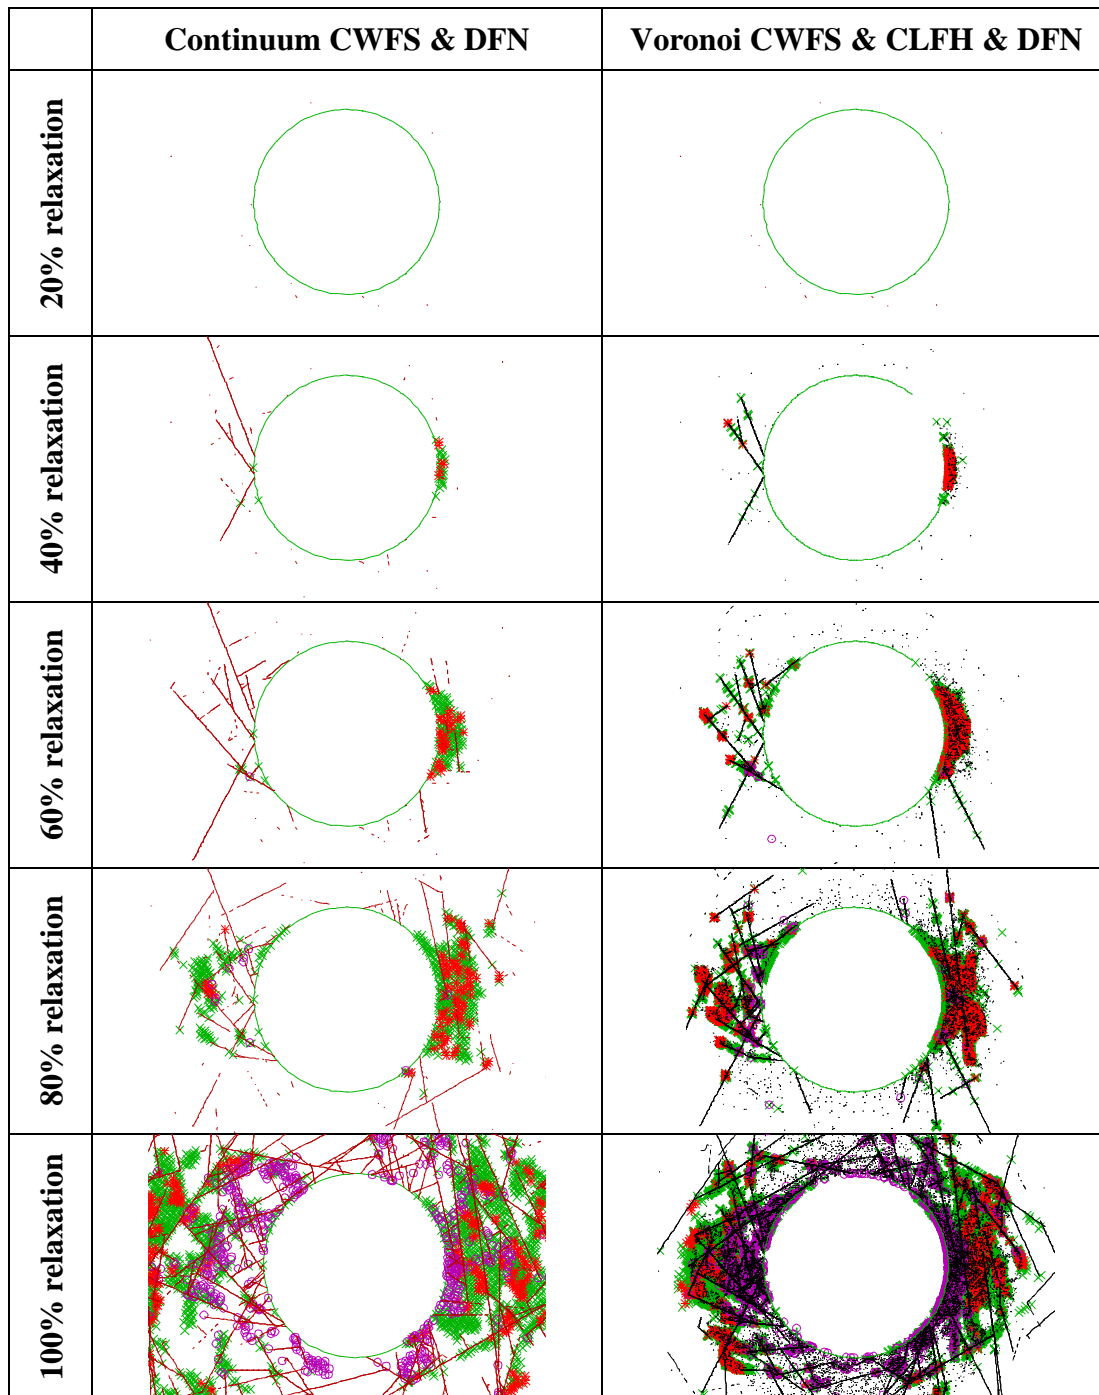 Continuum CWFS & DFN
Voronoi CWFS & CLFH & DFN
20% relaxation
40% relaxation
60% relaxation
80% relaxation
100% relaxation